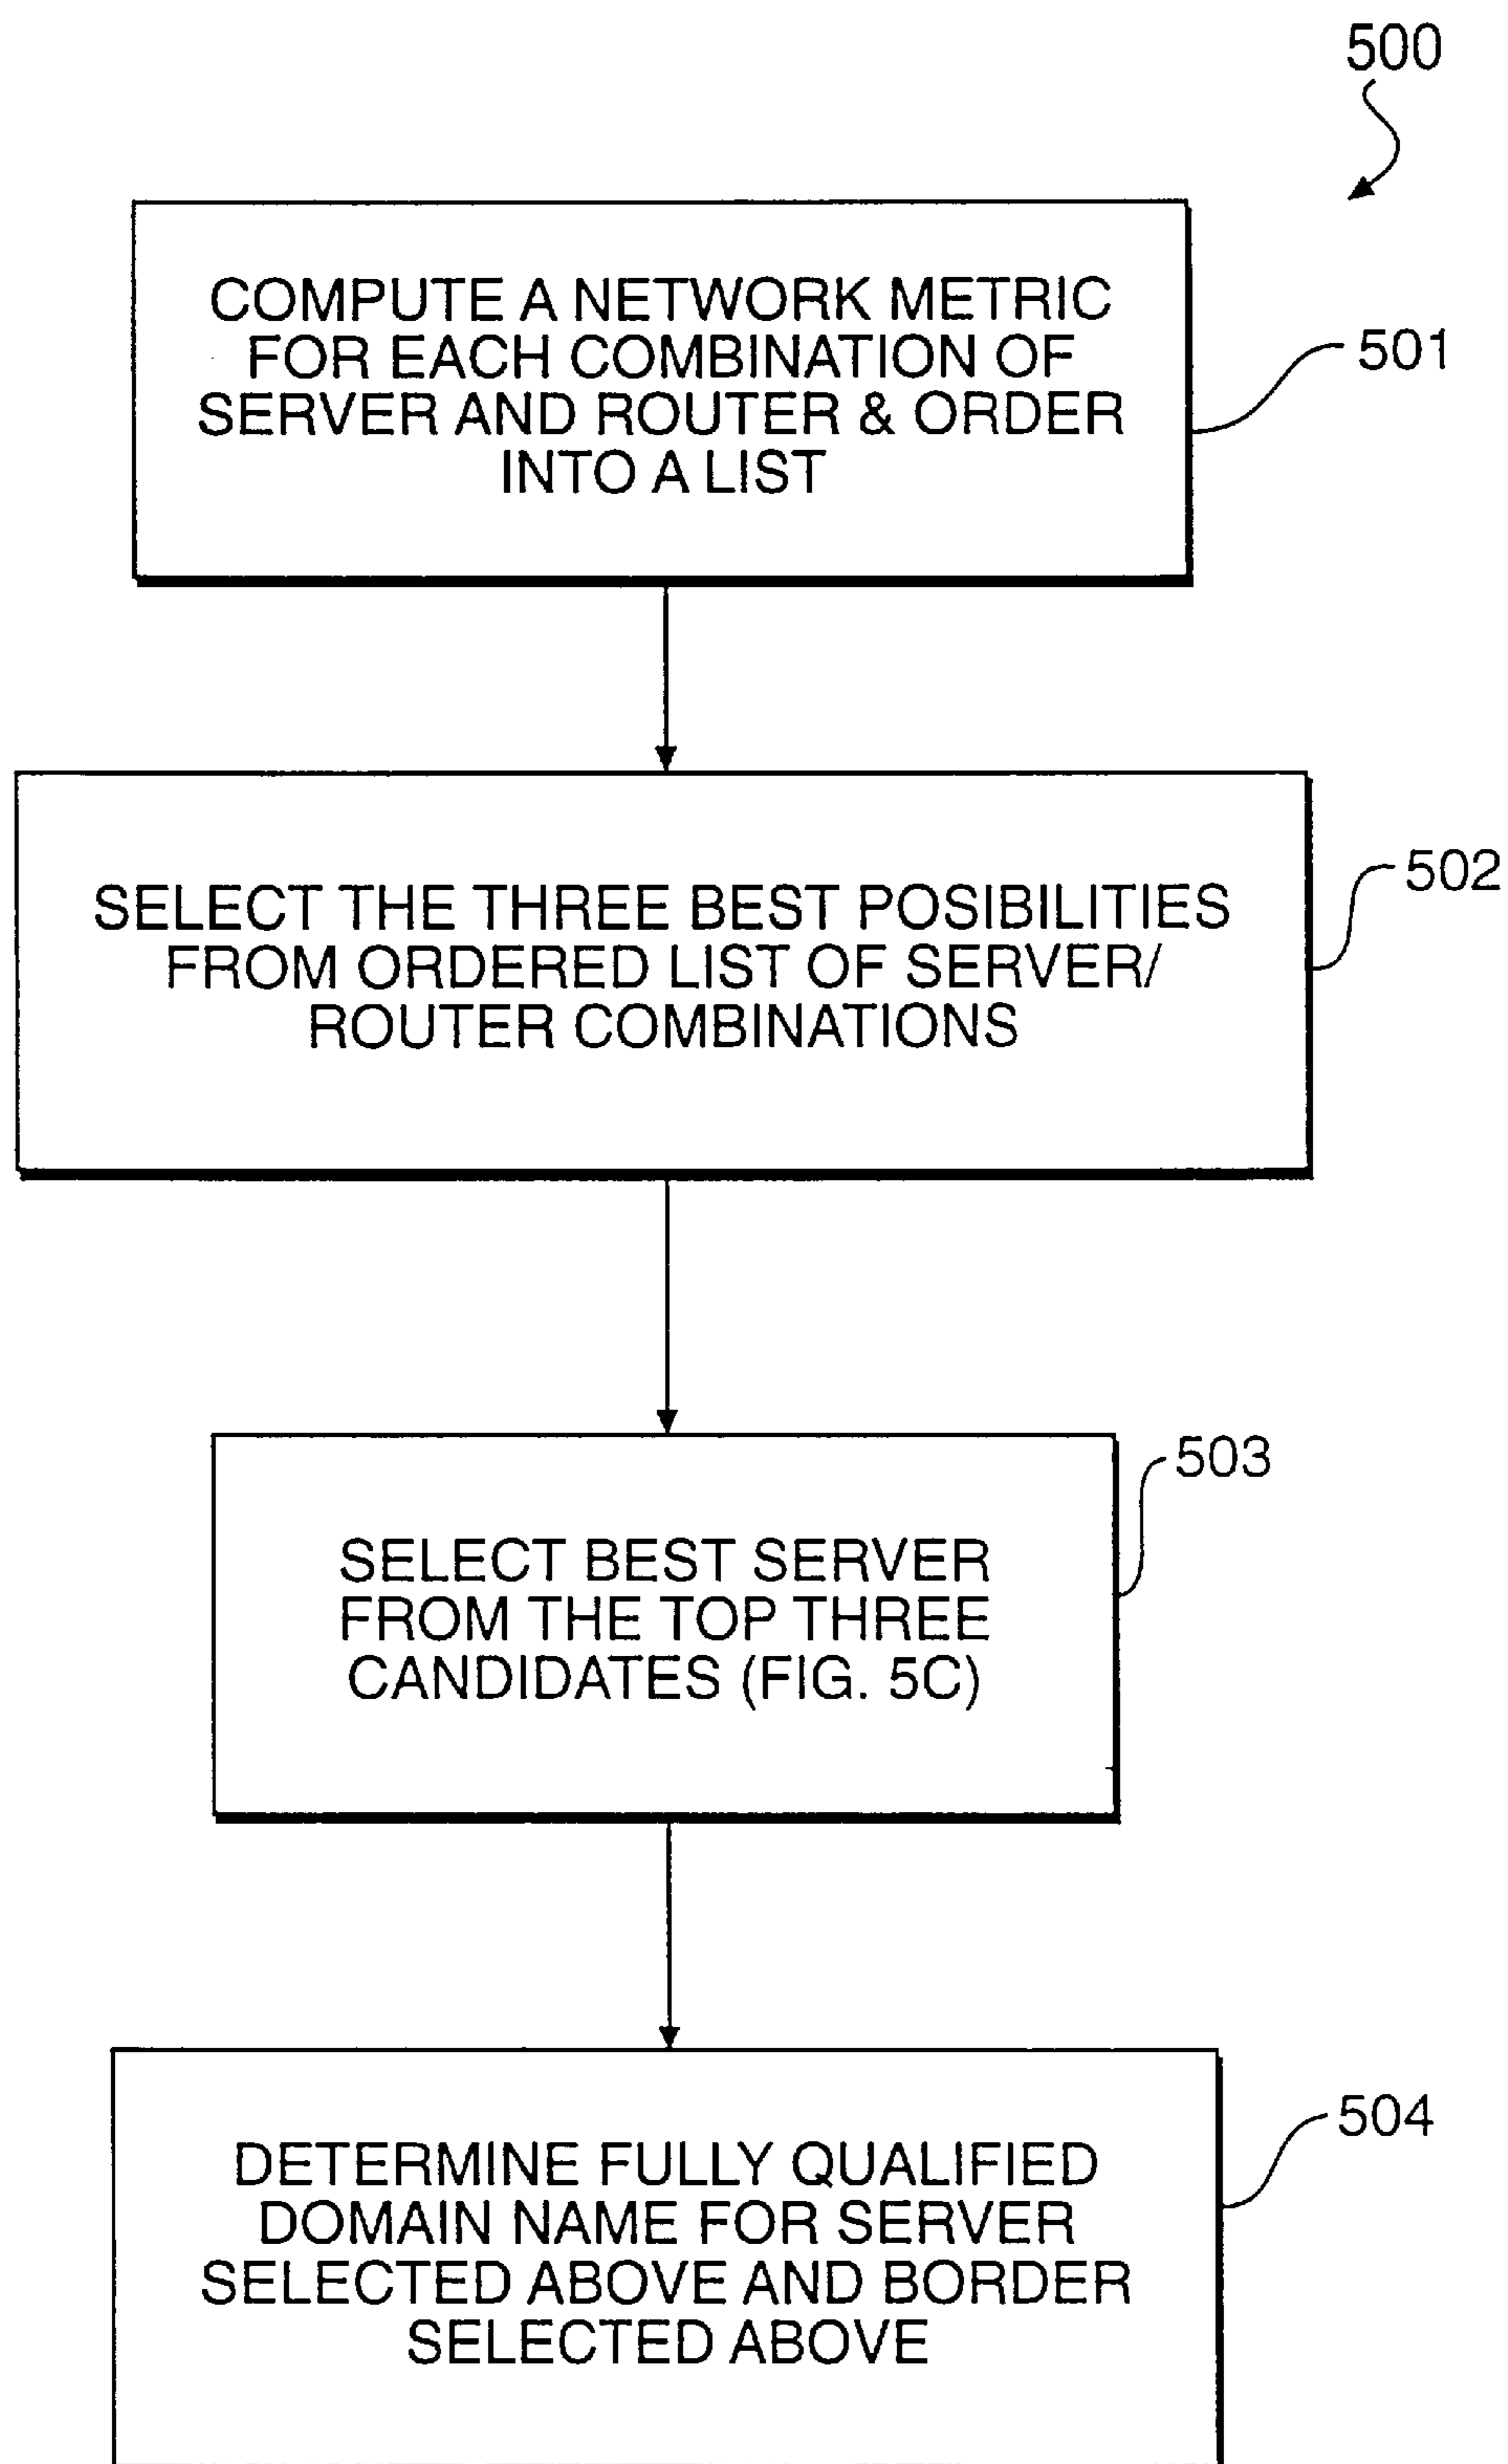 500
COMPUTE A NETWORK METRIC
FOR EACH COMBINATION OF
SERVER AND ROUTER & ORDER
INTO A LIST
501
SELECT THE THREE BEST POSIBILITIES
FROM ORDERED LIST OF SERVER/
ROUTER COMBINATIONS
502
SELECT BEST SERVER
FROM THE TOP THREE
CANDIDATES (FIG. 5C)
503
DETERMINE FULLY QUALIFIED
DOMAIN NAME FOR SERVER
SELECTED ABOVE AND BORDER
SELECTED ABOVE
504